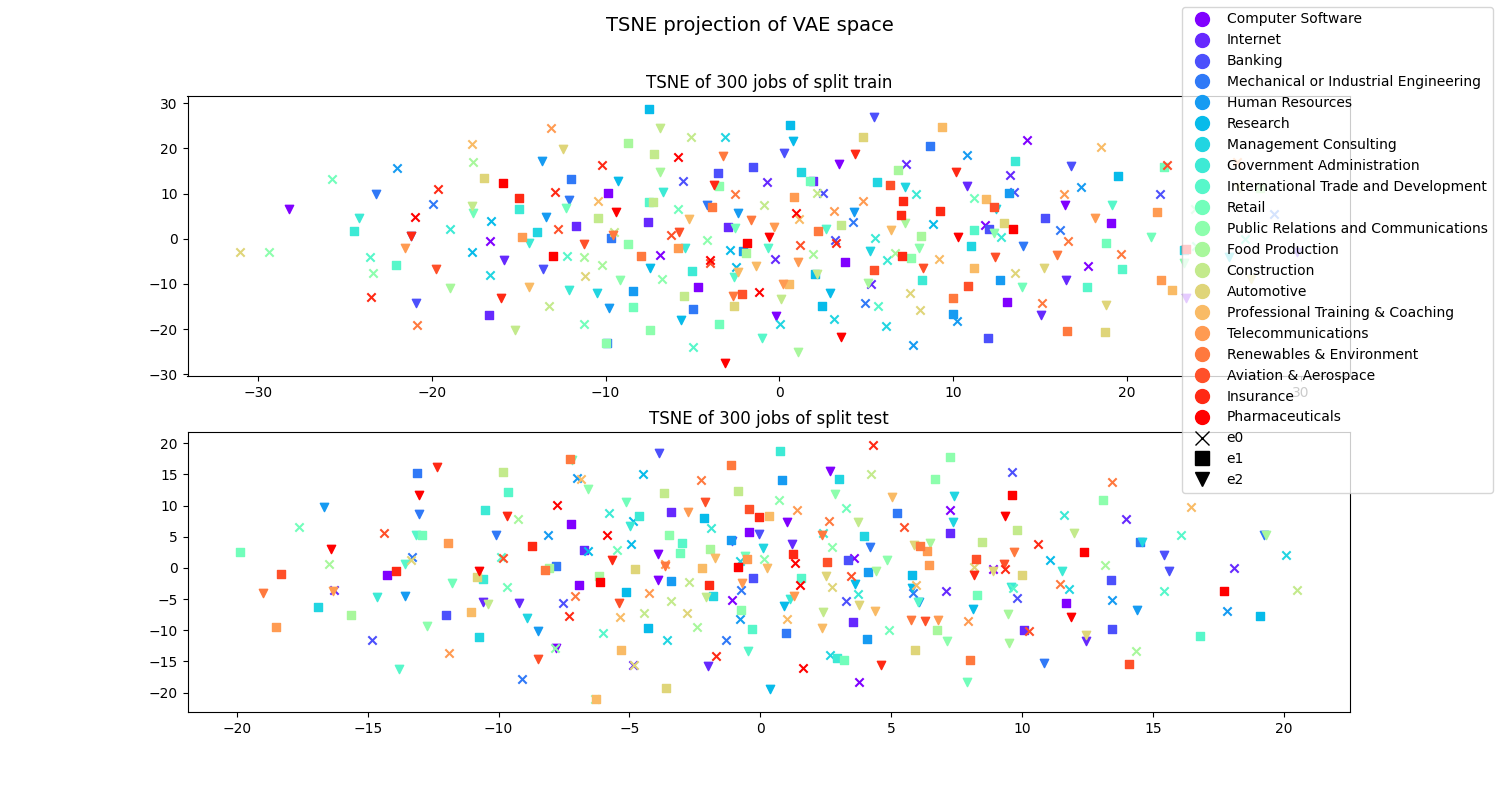 TSNE projection of VAE space
TSNE of 300 jobs of split train
30
20
10
0
−10
−20
−30
−30
−20
−10
0
10
20
30
TSNE of 300 jobs of split test
20
15
10
5
0
−5
−10
−15
−20
−20
−15
−10
−5
0
5
10
15
20
Computer Software
Internet
Banking
Mechanical or Industrial Engineering
Human Resources
Research
Management Consulting
Government Administration
International Trade and Development
Retail
Public Relations and Communications
Food Production
Construction
Automotive
Professional Training & Coaching
Telecommunications
Renewables & Environment
Aviation & Aerospace
Insurance
Pharmaceuticals
e0
e1
e2